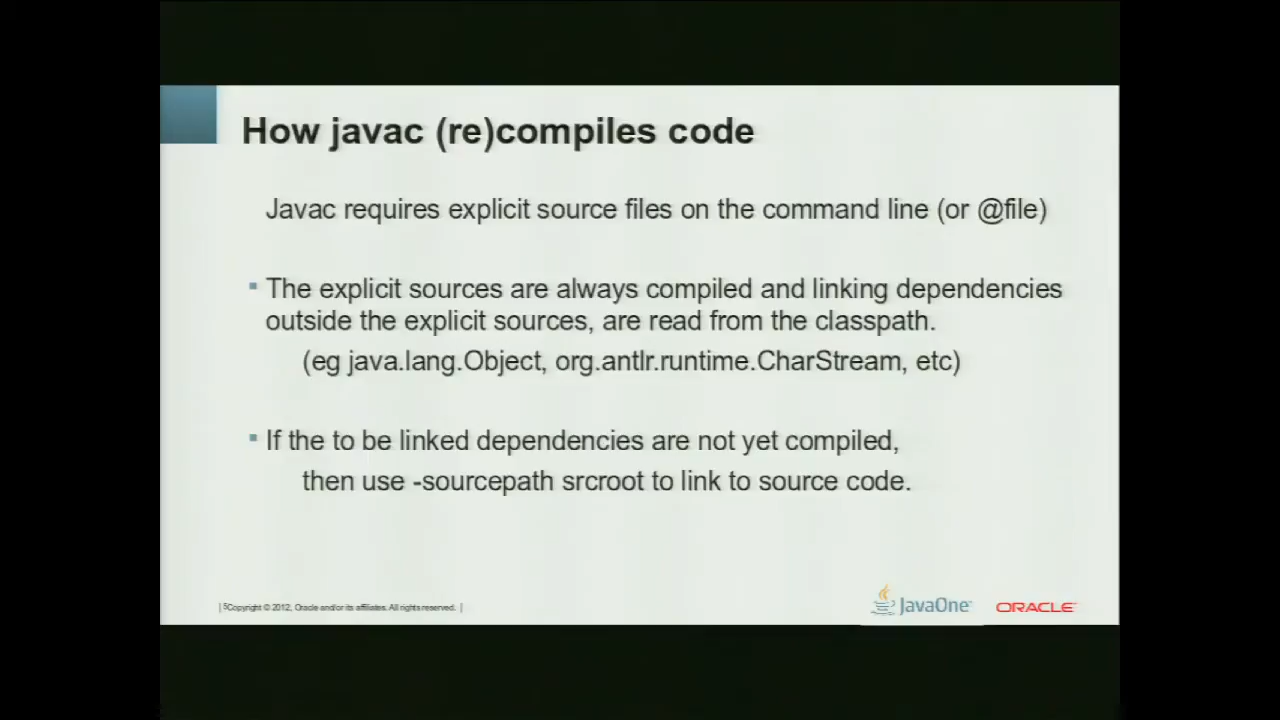 How javac (re)compiles code
Javac requires explicit source files on the command line (or @file)
The explicit sources are always compiled and linking dependencies
outside the explicit sources, are read from the classpath.
(eg java.lang.Object, org.antlr.runtime.CharStream, etc)
If the to be linked dependencies are not yet compiled,
then use -sourcepath srcroot to link to source code.
| 5Copyright © 2012, Oracle and/or its affiliates. All rights reserved. |
JavaOne™
ORACLE®